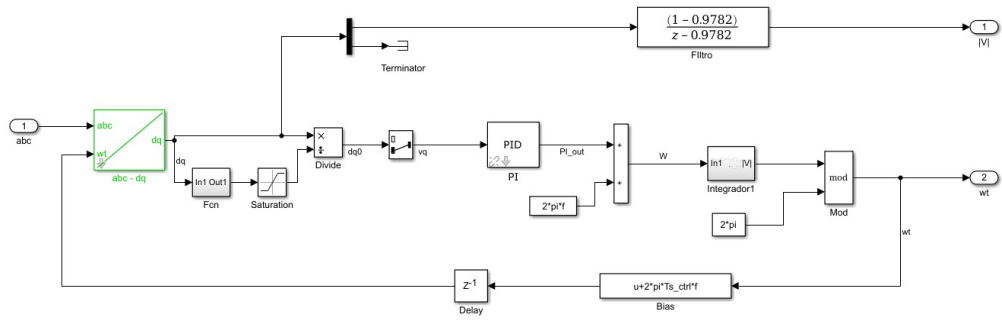 (1 − 0.9782)
z − 0.9782
FIltro
1
|V|
Terminator
1
abc
abc
wt
dq
abc - dq
dq
In1 Out1
Fcn
Saturation
×
÷
Divide
dq0
vq
PID
PI
PI_out
2*pi*f
+
+
W
In1
|V|
Integrador1
2*pi
mod
Mod
2
wt
wt
u+2*pi*Ts_ctrl*f
Bias
Z-1
Delay